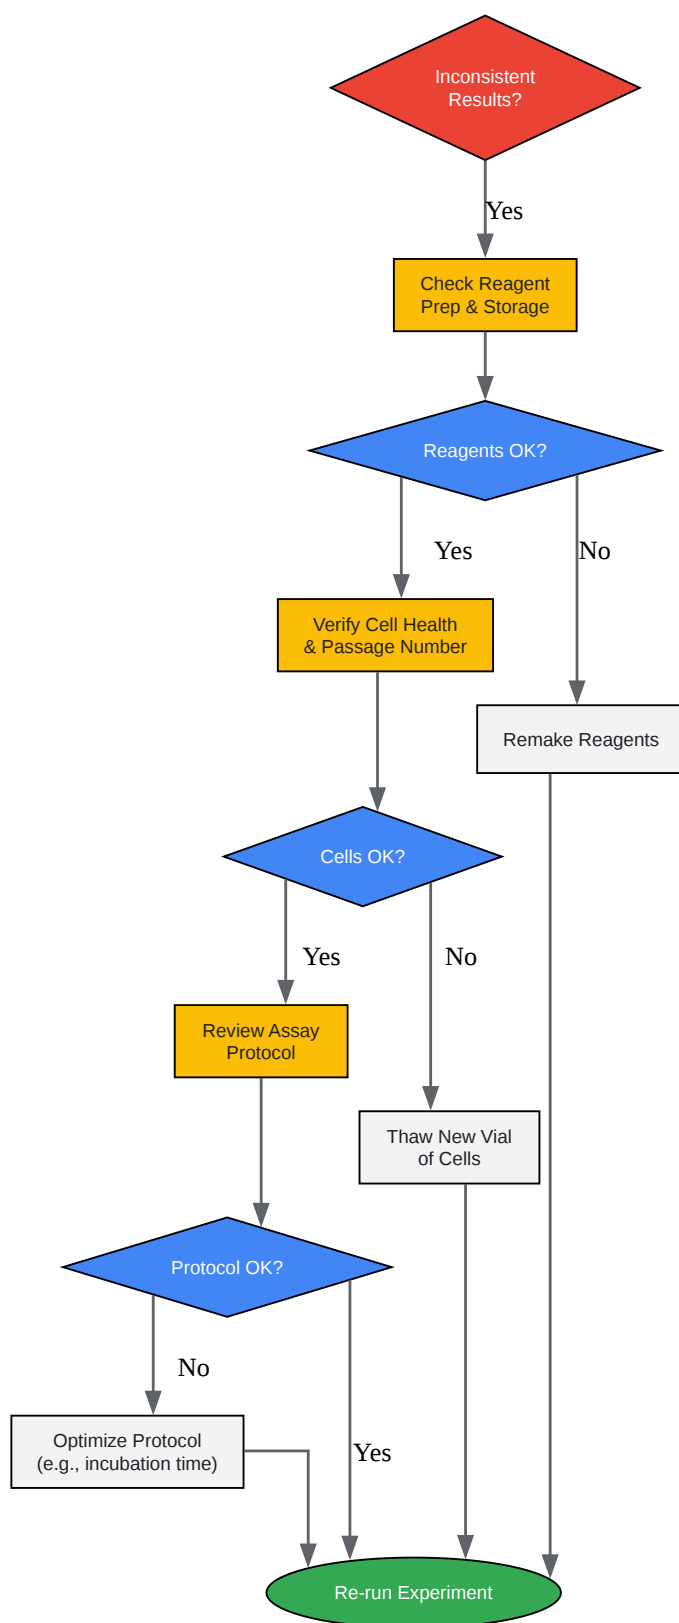 Inconsistent
Results?
Yes
Check Reagent
Prep & Storage
Reagents OK?
Yes
No
Verify Cell Health
& Passage Number
Remake Reagents
Cells OK?
Yes
No
Review Assay
Protocol
Thaw New Vial
of Cells
Protocol OK?
No
Optimize Protocol
(e.g., incubation time)
Yes
Re-run Experiment